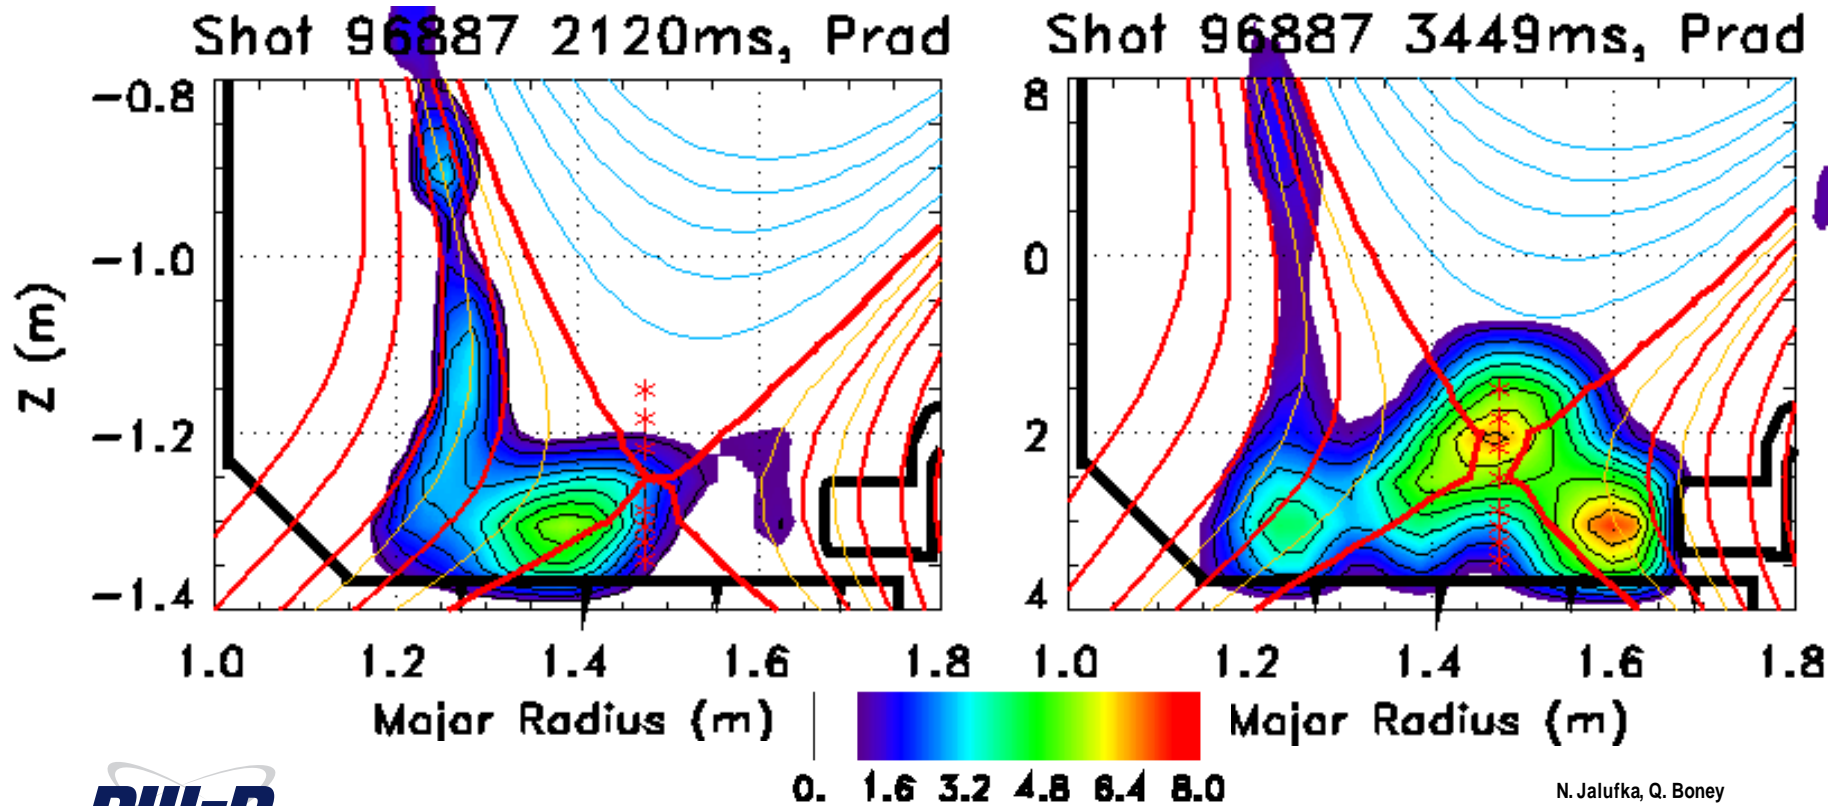 Shot 96887 2120ms, Prad
Shot 96887 3449ms, Prad
-0.8
-1.0
-1.2
-1.4
Z (m)
8
0
2
4
1.0 1.2 1.4 1.6 1.8
1.0 1.2 1.4 1.6 1.8
Major Radius (m)
Major Radius (m)
0. 1.6 3.2 4.8 6.4 8.0
N. Jalufka, Q. Boney